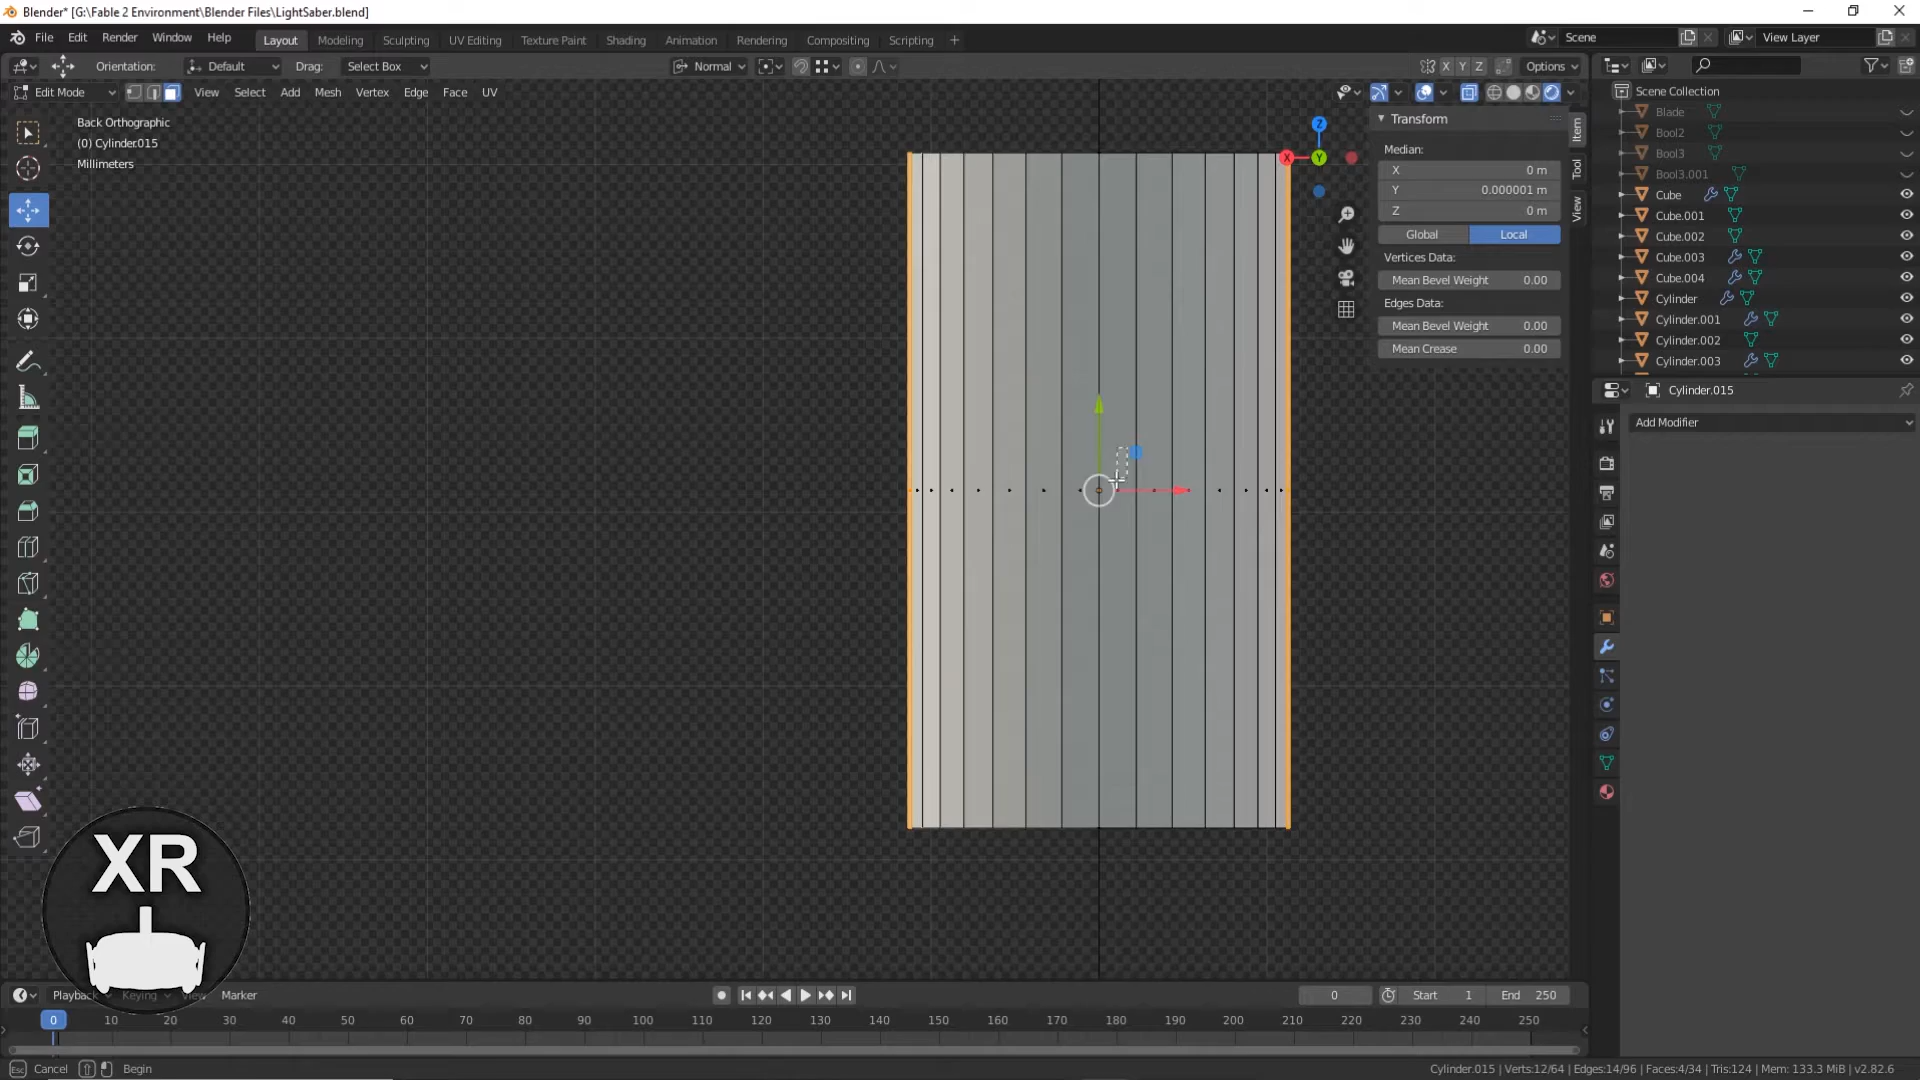 Blender* [G:\Fable 2 Environment\Blender Files\LightSaber.blend]
File Edit Render Window Help Layout Modeling Sculpting UV Editing Texture Paint Shading Animation Rendering Compositing Scripting + Scene View Layer
Orientation: Default Drag: Select Box Normal X Y Z Options
Edit Mode View Select Add Mesh Vertex Edge Face UV
Back Orthographic
(0) Cylinder.015
Millimeters
Z
X
Y
Transform
Median:
X 0 m
Y 0.000001 m
Z 0 m
Global Local
Vertices Data:
Mean Bevel Weight 0.00
Edges Data:
Mean Bevel Weight 0.00
Mean Crease 0.00
Item
Tool
View
Scene Collection
Blade
Bool2
Bool3
Bool3.001
Cube
Cube.001
Cube.002
Cube.003
Cube.004
Cylinder
Cylinder.001
Cylinder.002
Cylinder.003
Cylinder.015
Add Modifier
XR
Playback Keying View Marker 0 Start 1 End 250
0 10 20 30 40 50 60 70 80 90 100 110 120 130 140 150 160 170 180 190 200 210 220 230 240 250
Esc Cancel Begin Cylinder.015 | Verts:12/64 | Edges:14/96 | Faces:4/34 | Tris:124 | Mem: 133.3 MiB | v2.82.6